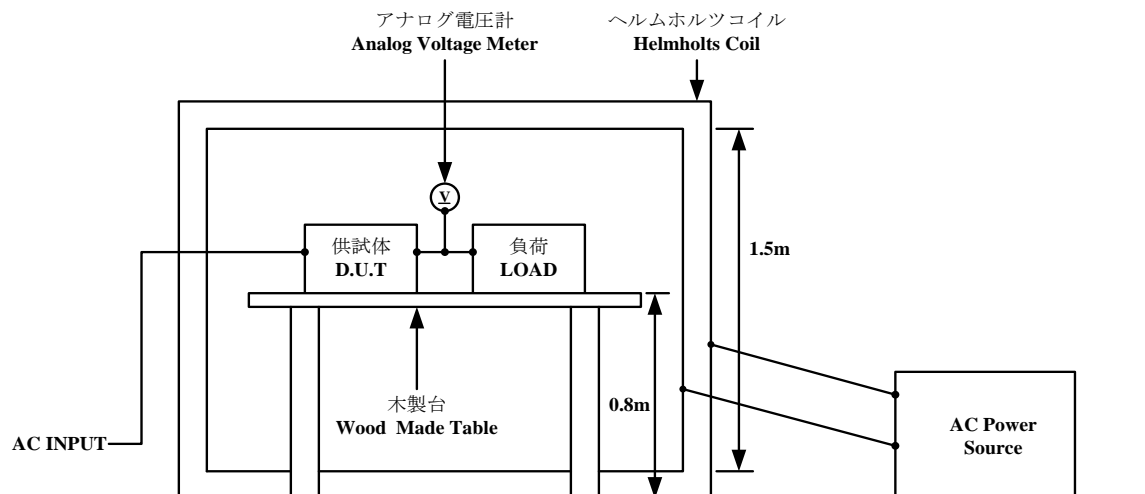 アナログ電圧計
Analog Voltage Meter
ヘルムホルツコイル
Helmholts Coil
V
供試体
D.U.T
負荷
LOAD
1.5m
木製台
Wood Made Table
0.8m
AC INPUT
AC Power
Source